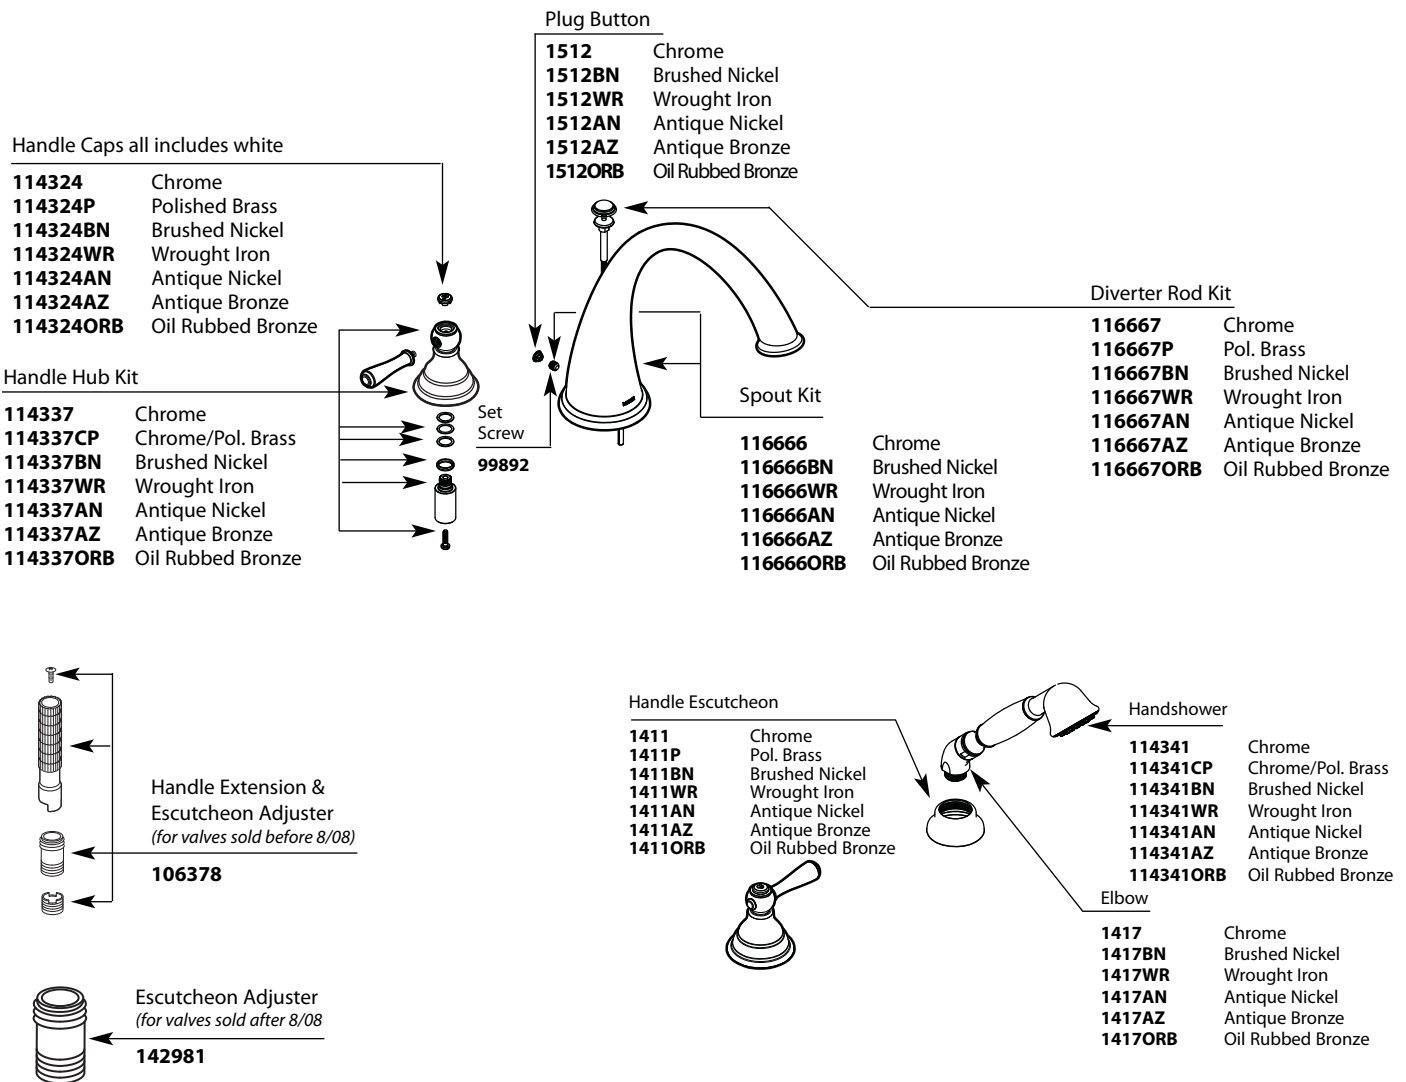 Plug Button
1512 Chrome
1512BN Brushed Nickel
1512WR Wrought Iron
1512AN Antique Nickel
1512AZ Antique Bronze
1512ORB Oil Rubbed Bronze
Handle Caps all includes white
114324 Chrome
114324P Polished Brass
114324BN Brushed Nickel
114324WR Wrought Iron
114324AN Antique Nickel
114324AZ Antique Bronze
114324ORB Oil Rubbed Bronze
Handle Hub Kit
114337 Chrome
114337CP Chrome/Pol. Brass
114337BN Brushed Nickel
114337WR Wrought Iron
114337AN Antique Nickel
114337AZ Antique Bronze
114337ORB Oil Rubbed Bronze
Set
Screw
99892
Spout Kit
116666 Chrome
116666BN Brushed Nickel
116666WR Wrought Iron
116666AN Antique Nickel
116666AZ Antique Bronze
116666ORB Oil Rubbed Bronze
Diverter Rod Kit
116667 Chrome
116667P Pol. Brass
116667BN Brushed Nickel
116667WR Wrought Iron
116667AN Antique Nickel
116667AZ Antique Bronze
116667ORB Oil Rubbed Bronze
Handle Extension &
Escutcheon Adjuster
(for valves sold before 8/08)
106378
Escutcheon Adjuster
(for valves sold after 8/08
142981
Handle Escutcheon
1411 Chrome
1411P Pol. Brass
1411BN Brushed Nickel
1411WR Wrought Iron
1411AN Antique Nickel
1411AZ Antique Bronze
1411ORB Oil Rubbed Bronze
Handshower
114341 Chrome
114341CP Chrome/Pol. Brass
114341BN Brushed Nickel
114341WR Wrought Iron
114341AN Antique Nickel
114341AZ Antique Bronze
114341ORB Oil Rubbed Bronze
Elbow
1417 Chrome
1417BN Brushed Nickel
1417WR Wrought Iron
1417AN Antique Nickel
1417AZ Antique Bronze
1417ORB Oil Rubbed Bronze